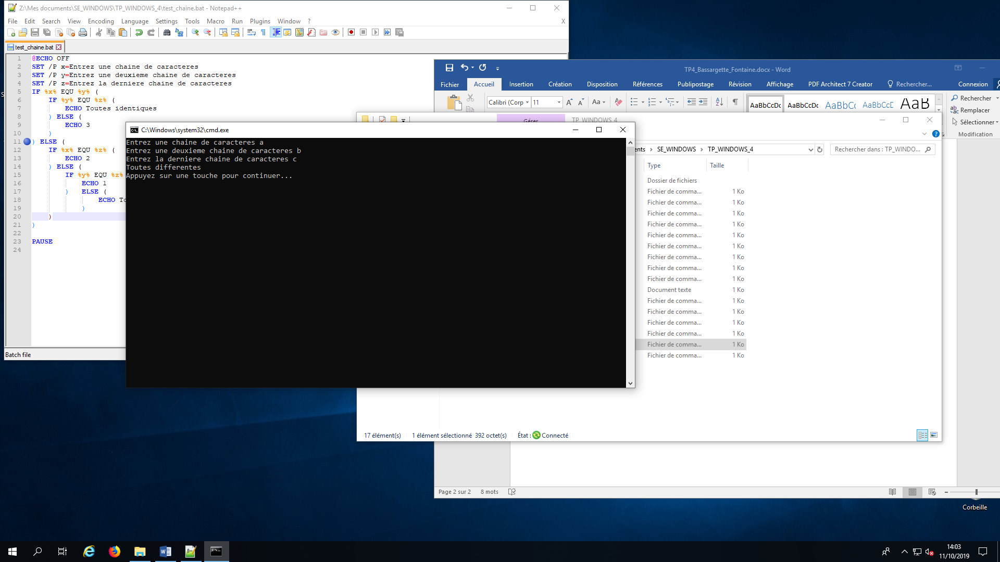 Z:\Mes documents\SE_WINDOWS\TP_WINDOWS_4\test_chaine.bat - Notepad++
File Edit Search View Encoding Language Settings Tools Macro Run Plugins Window ? X
test_chaine.bat
1 @ECHO OFF
2 SET /P x=Entrez une chaine de caracteres
3 SET /P y=Entrez une deuxieme chaine de caracteres
4 SET /P z=Entrez la derniere chaine de caracteres
5 IF %x% EQU %y% (
6 IF %y% EQU %z% (
7 ECHO Toutes identiques
8 ) ELSE (
9 ECHO 3
10 )
11 ) ELSE (
12 IF %x% EQU %z% (
13 ECHO 2
14 ) ELSE (
15 IF %y% EQU %z%
16 ECHO 1
17 ) ELSE (
18 ECHO To
19 )
20 )
21 )
22
23 PAUSE
24
Batch file
C:\Windows\system32\cmd.exe
Entrez une chaine de caracteres a
Entrez une deuxieme chaine de caracteres b
Entrez la derniere chaine de caracteres c
Toutes differentes
Appuyez sur une touche pour continuer...
TP4_Bassargette_Fontaine.docx - Word
Fichier Accueil Insertion Création Disposition Références Publipostage Révision Affichage PDF Architect 7 Creator Rechercher... Connexion
Calibri (Corp 11 Aa AaBbCcDc AaBbCcDc AaBbC AaBbCcD AaB
Rechercher
Remplacer
Sélectionner
Modification
Gérer TP_WINDOWS_4
ents SE_WINDOWS TP_WINDOWS_4 Rechercher dans : TP_WINDO...
Type Taille
Dossier de fichiers
Fichier de comma... 1 Ko
Fichier de comma... 1 Ko
Fichier de comma... 1 Ko
Fichier de comma... 1 Ko
Fichier de comma... 1 Ko
Fichier de comma... 1 Ko
Fichier de comma... 1 Ko
Fichier de comma... 1 Ko
Fichier de comma... 1 Ko
Document texte 1 Ko
Fichier de comma... 1 Ko
Fichier de comma... 1 Ko
Fichier de comma... 1 Ko
Fichier de comma... 1 Ko
Fichier de comma... 1 Ko
Fichier de comma... 1 Ko
17 élément(s) 1 élément sélectionné 392 octet(s) État : Connecté
Page 2 sur 2 8 mots
Corbeille
14:03
11/10/2019